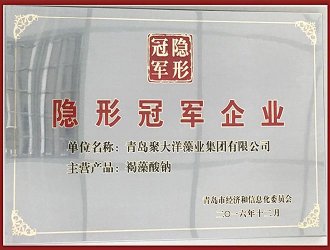 隐形冠军
隐形冠军企业
单位名称：青岛聚大洋藻业集团有限公司
主营产品：褐藻酸钠
青岛市经济和信息化委员会
二〇一六年十二月